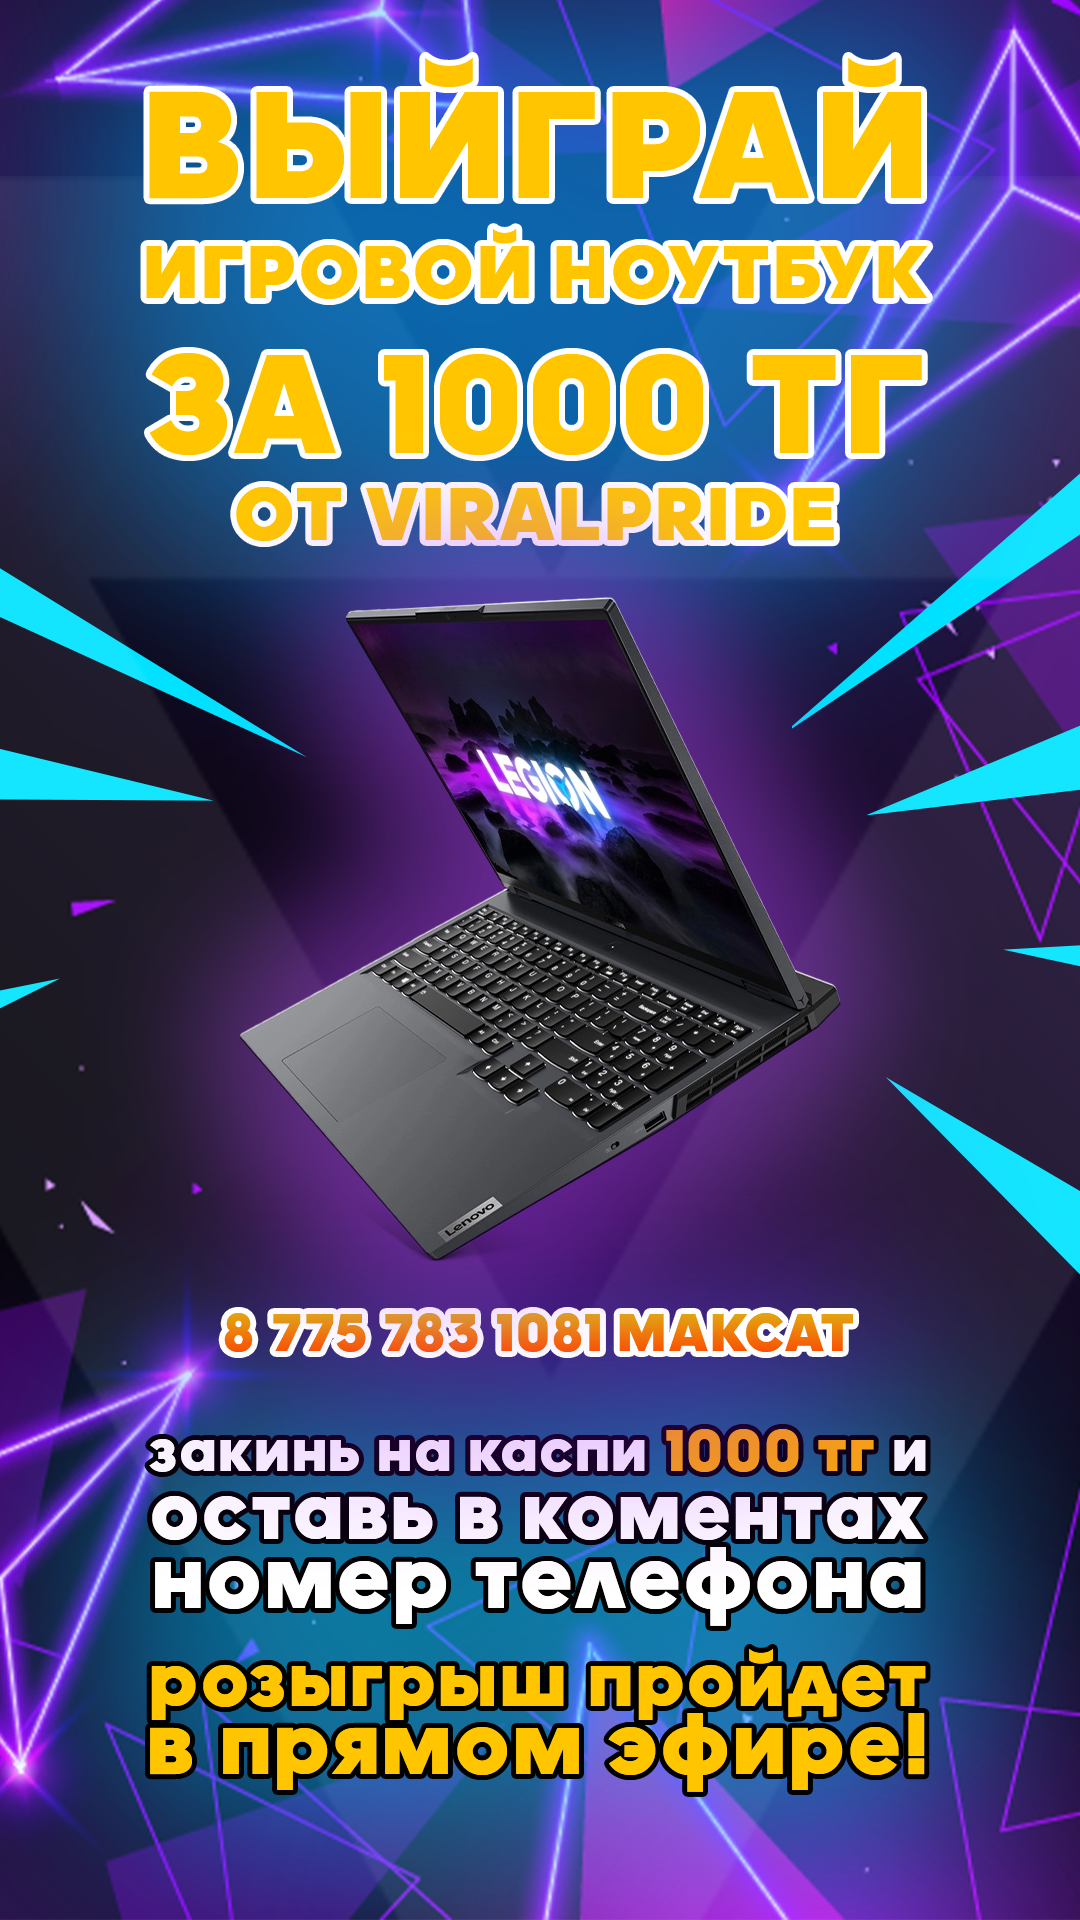 ВЫЙГРАЙ
ИГРОВОЙ НОУТБУК
ЗА 1000 ТГ
ОТ VIRALPRIDE
LEGION
Lenovo
8 775 783 1081 МАКСАТ
закинь на каспи 1000 тг и
оставь в коментах
номер телефона
розыгрыш пройдет
в прямом эфире!